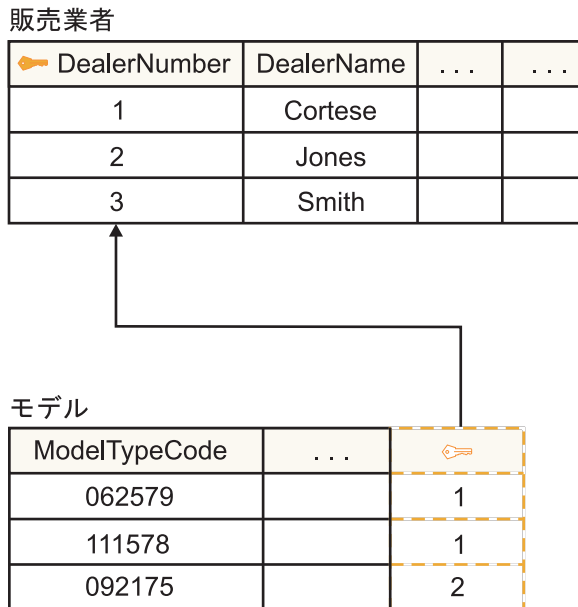 販売業者
DealerNumber DealerName ... ...
1 Cortese
2 Jones
3 Smith
モデル
ModelTypeCode ...
062579 1
111578 1
092175 2